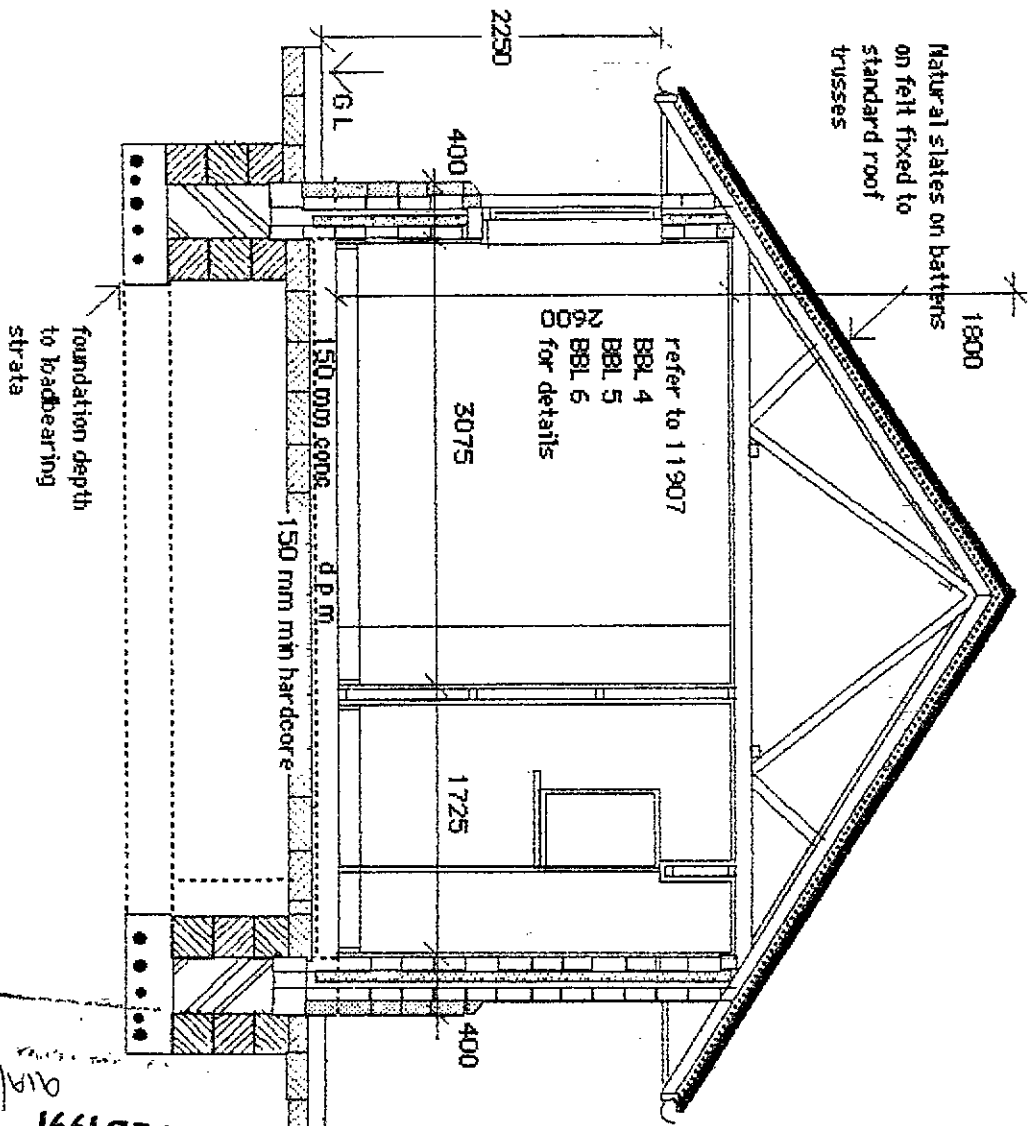 Natural slates on battens
on felt fixed to
standard roof
trusses
1800
2250
G L
400
refer to 11907
BBL 4
BBL 5
BBL 6
for details
2600
3075
1725
400
150 mm conc
d p m
150 mm min hardcore
foundation depth
to loadbearing
strata
1991